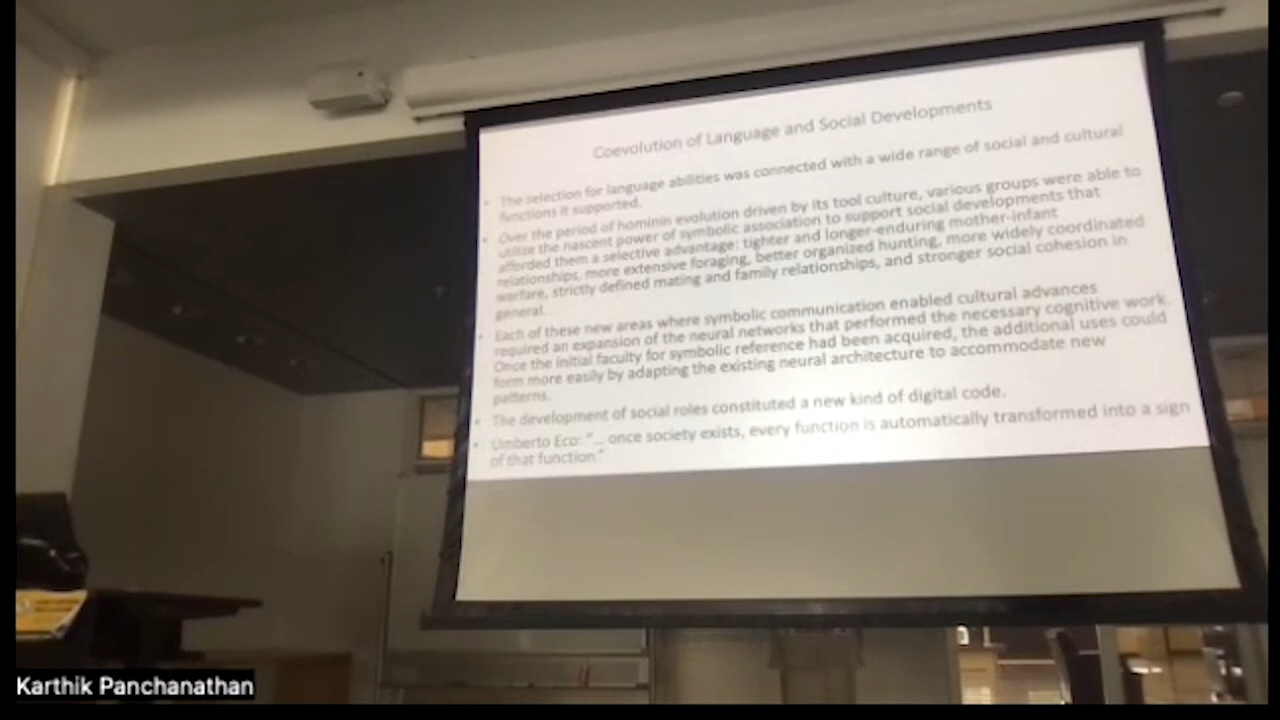 Coevolution of Language and Social Developments
• The selection for language abilities was connected with a wide range of social and cultural
functions it supported.
• Over the period of hominin evolution driven by its tool culture, various groups were able to
utilize the nascent power of symbolic association to support social developments that
afforded them a selective advantage: tighter and longer-enduring mother-infant
relationships, more extensive foraging, better organized hunting, more widely coordinated
warfare, strictly defined mating and family relationships, and stronger social cohesion in
general.
• Each of these new areas where symbolic communication enabled cultural advances
required an expansion of the neural networks that performed the necessary cognitive work.
Once the initial faculty for symbolic reference had been acquired, the additional uses could
form more easily by adapting the existing neural architecture to accommodate new
patterns.
• The development of social roles constituted a new kind of digital code.
• Umberto Eco: "... once society exists, every function is automatically transformed into a sign
of that function."
Karthik Panchanathan